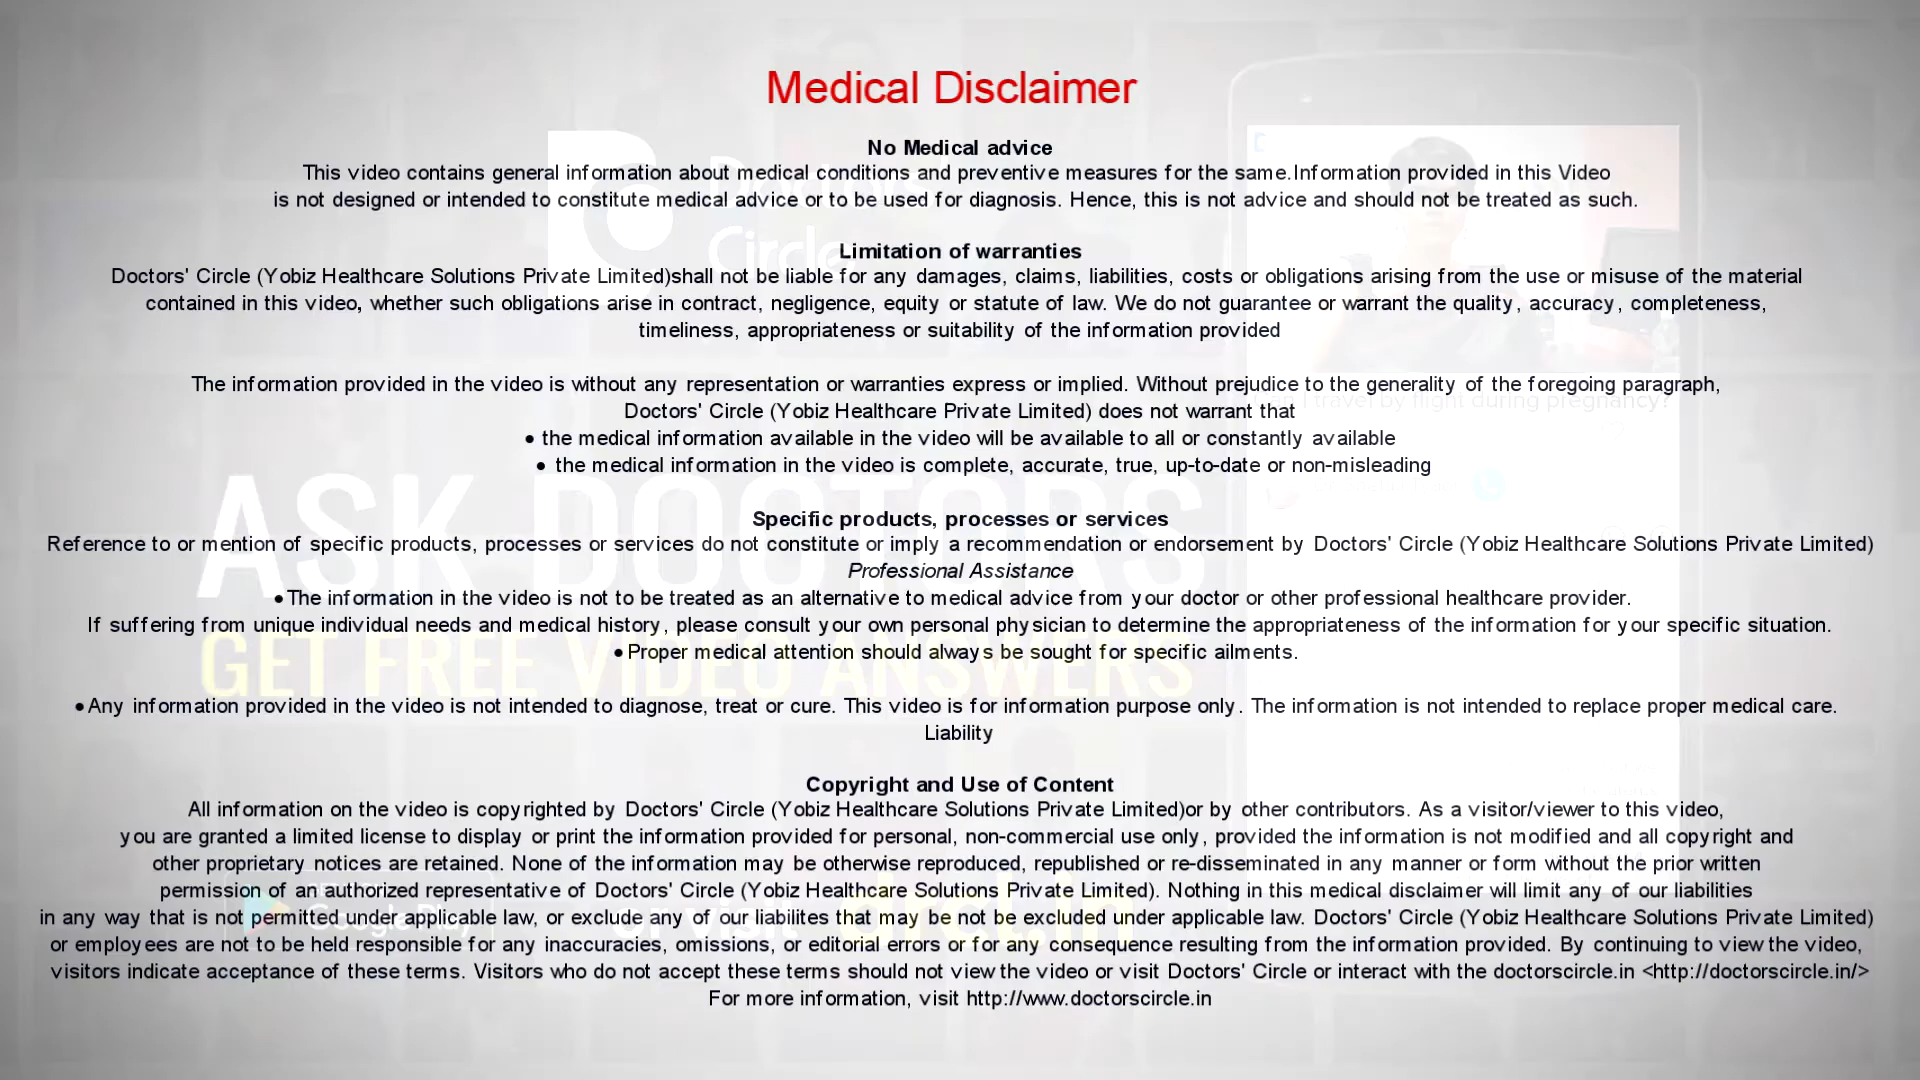 Medical Disclaimer
No Medical advice
This video contains general information about medical conditions and preventive measures for the same.Information provided in this Video
is not designed or intended to constitute medical advice or to be used for diagnosis. Hence, this is not advice and should not be treated as such.
Doctors'
Circle
Limitation of warranties
Doctors' Circle (Yobiz Healthcare Solutions Private Limited)shall not be liable for any damages, claims, liabilities, costs or obligations arising from the use or misuse of the material
contained in this video, whether such obligations arise in contract, negligence, equity or statute of law. We do not guarantee or warrant the quality, accuracy, completeness,
timeliness, appropriateness or suitability of the information provided
The information provided in the video is without any representation or warranties express or implied. Without prejudice to the generality of the foregoing paragraph,
Can I travel by flight during pregnancy?
Doctors' Circle (Yobiz Healthcare Private Limited) does not warrant that
• the medical information available in the video will be available to all or constantly available
• the medical information in the video is complete, accurate, true, up-to-date or non-misleading
ASK DOCTORS
Specific products, processes or services
Reference to or mention of specific products, processes or services do not constitute or imply a recommendation or endorsement by Doctors' Circle (Yobiz Healthcare Solutions Private Limited)
Professional Assistance
•The information in the video is not to be treated as an alternative to medical advice from your doctor or other professional healthcare provider.
If suffering from unique individual needs and medical history, please consult your own personal physician to determine the appropriateness of the information for your specific situation.
•Proper medical attention should always be sought for specific ailments.
GET FREE VIDEO ANSWERS
•Any information provided in the video is not intended to diagnose, treat or cure. This video is for information purpose only. The information is not intended to replace proper medical care.
Liability
Copyright and Use of Content
All information on the video is copyrighted by Doctors' Circle (Yobiz Healthcare Solutions Private Limited)or by other contributors. As a visitor/viewer to this video,
you are granted a limited license to display or print the information provided for personal, non-commercial use only, provided the information is not modified and all copyright and
other proprietary notices are retained. None of the information may be otherwise reproduced, republished or re-disseminated in any manner or form without the prior written
permission of an authorized representative of Doctors' Circle (Yobiz Healthcare Solutions Private Limited). Nothing in this medical disclaimer will limit any of our liabilities
in any way that is not permitted under applicable law, or exclude any of our liabilites that may be not be excluded under applicable law. Doctors' Circle (Yobiz Healthcare Solutions Private Limited)
Google Play
or visit drcl.in
or employees are not to be held responsible for any inaccuracies, omissions, or editorial errors or for any consequence resulting from the information provided. By continuing to view the video,
visitors indicate acceptance of these terms. Visitors who do not accept these terms should not view the video or visit Doctors' Circle or interact with the doctorscircle.in <http://doctorscircle.in/>
For more information, visit http://www.doctorscircle.in